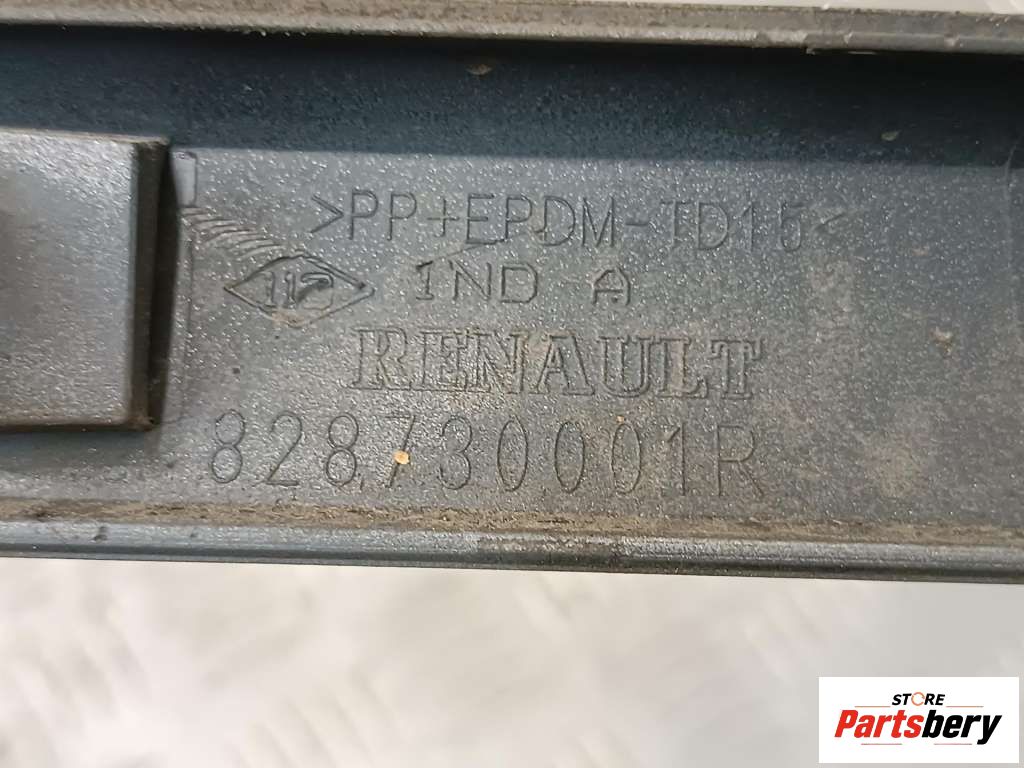 >PP+EPDM-TD15<
1ND A
RENAULT
828730001R
STORE
Partsbery